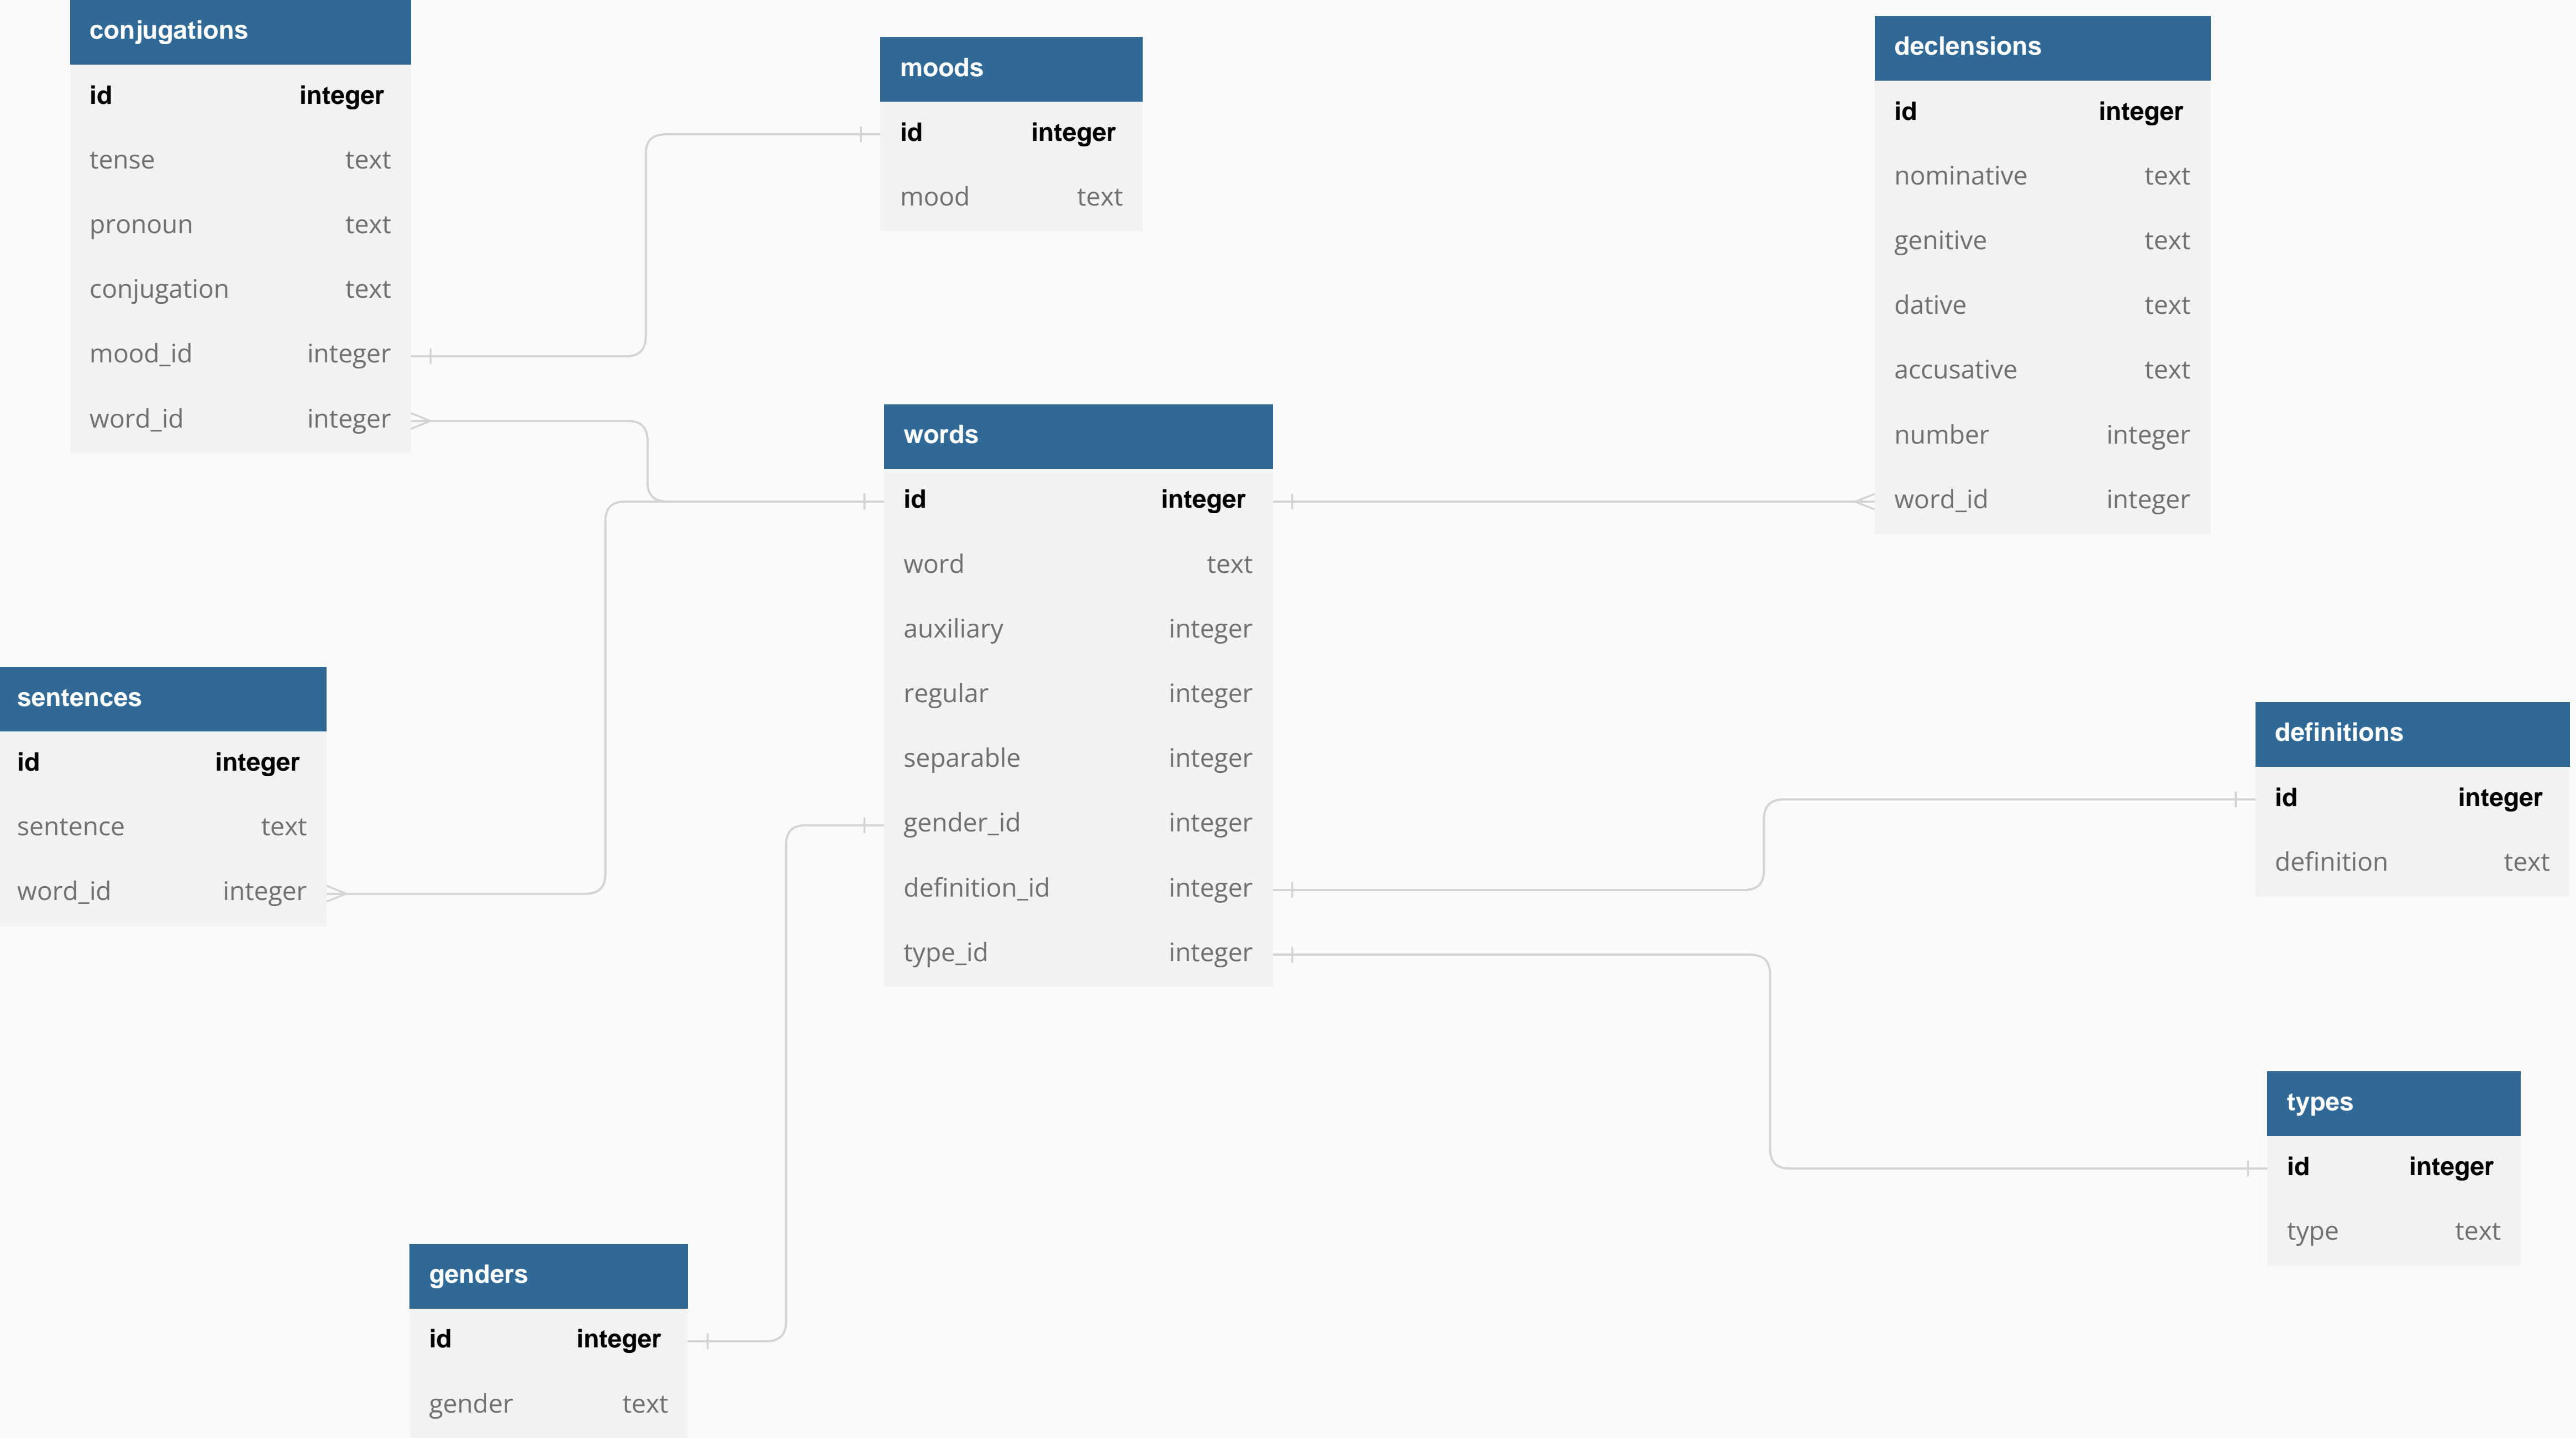 conjugations
id integer
tense text
pronoun text
conjugation text
mood_id integer
word_id integer
moods
id integer
mood text
declensions
id integer
nominative text
genitive text
dative text
accusative text
number integer
word_id integer
words
id integer
word text
auxiliary integer
regular integer
separable integer
gender_id integer
definition_id integer
type_id integer
sentences
id integer
sentence text
word_id integer
definitions
id integer
definition text
types
id integer
type text
genders
id integer
gender text